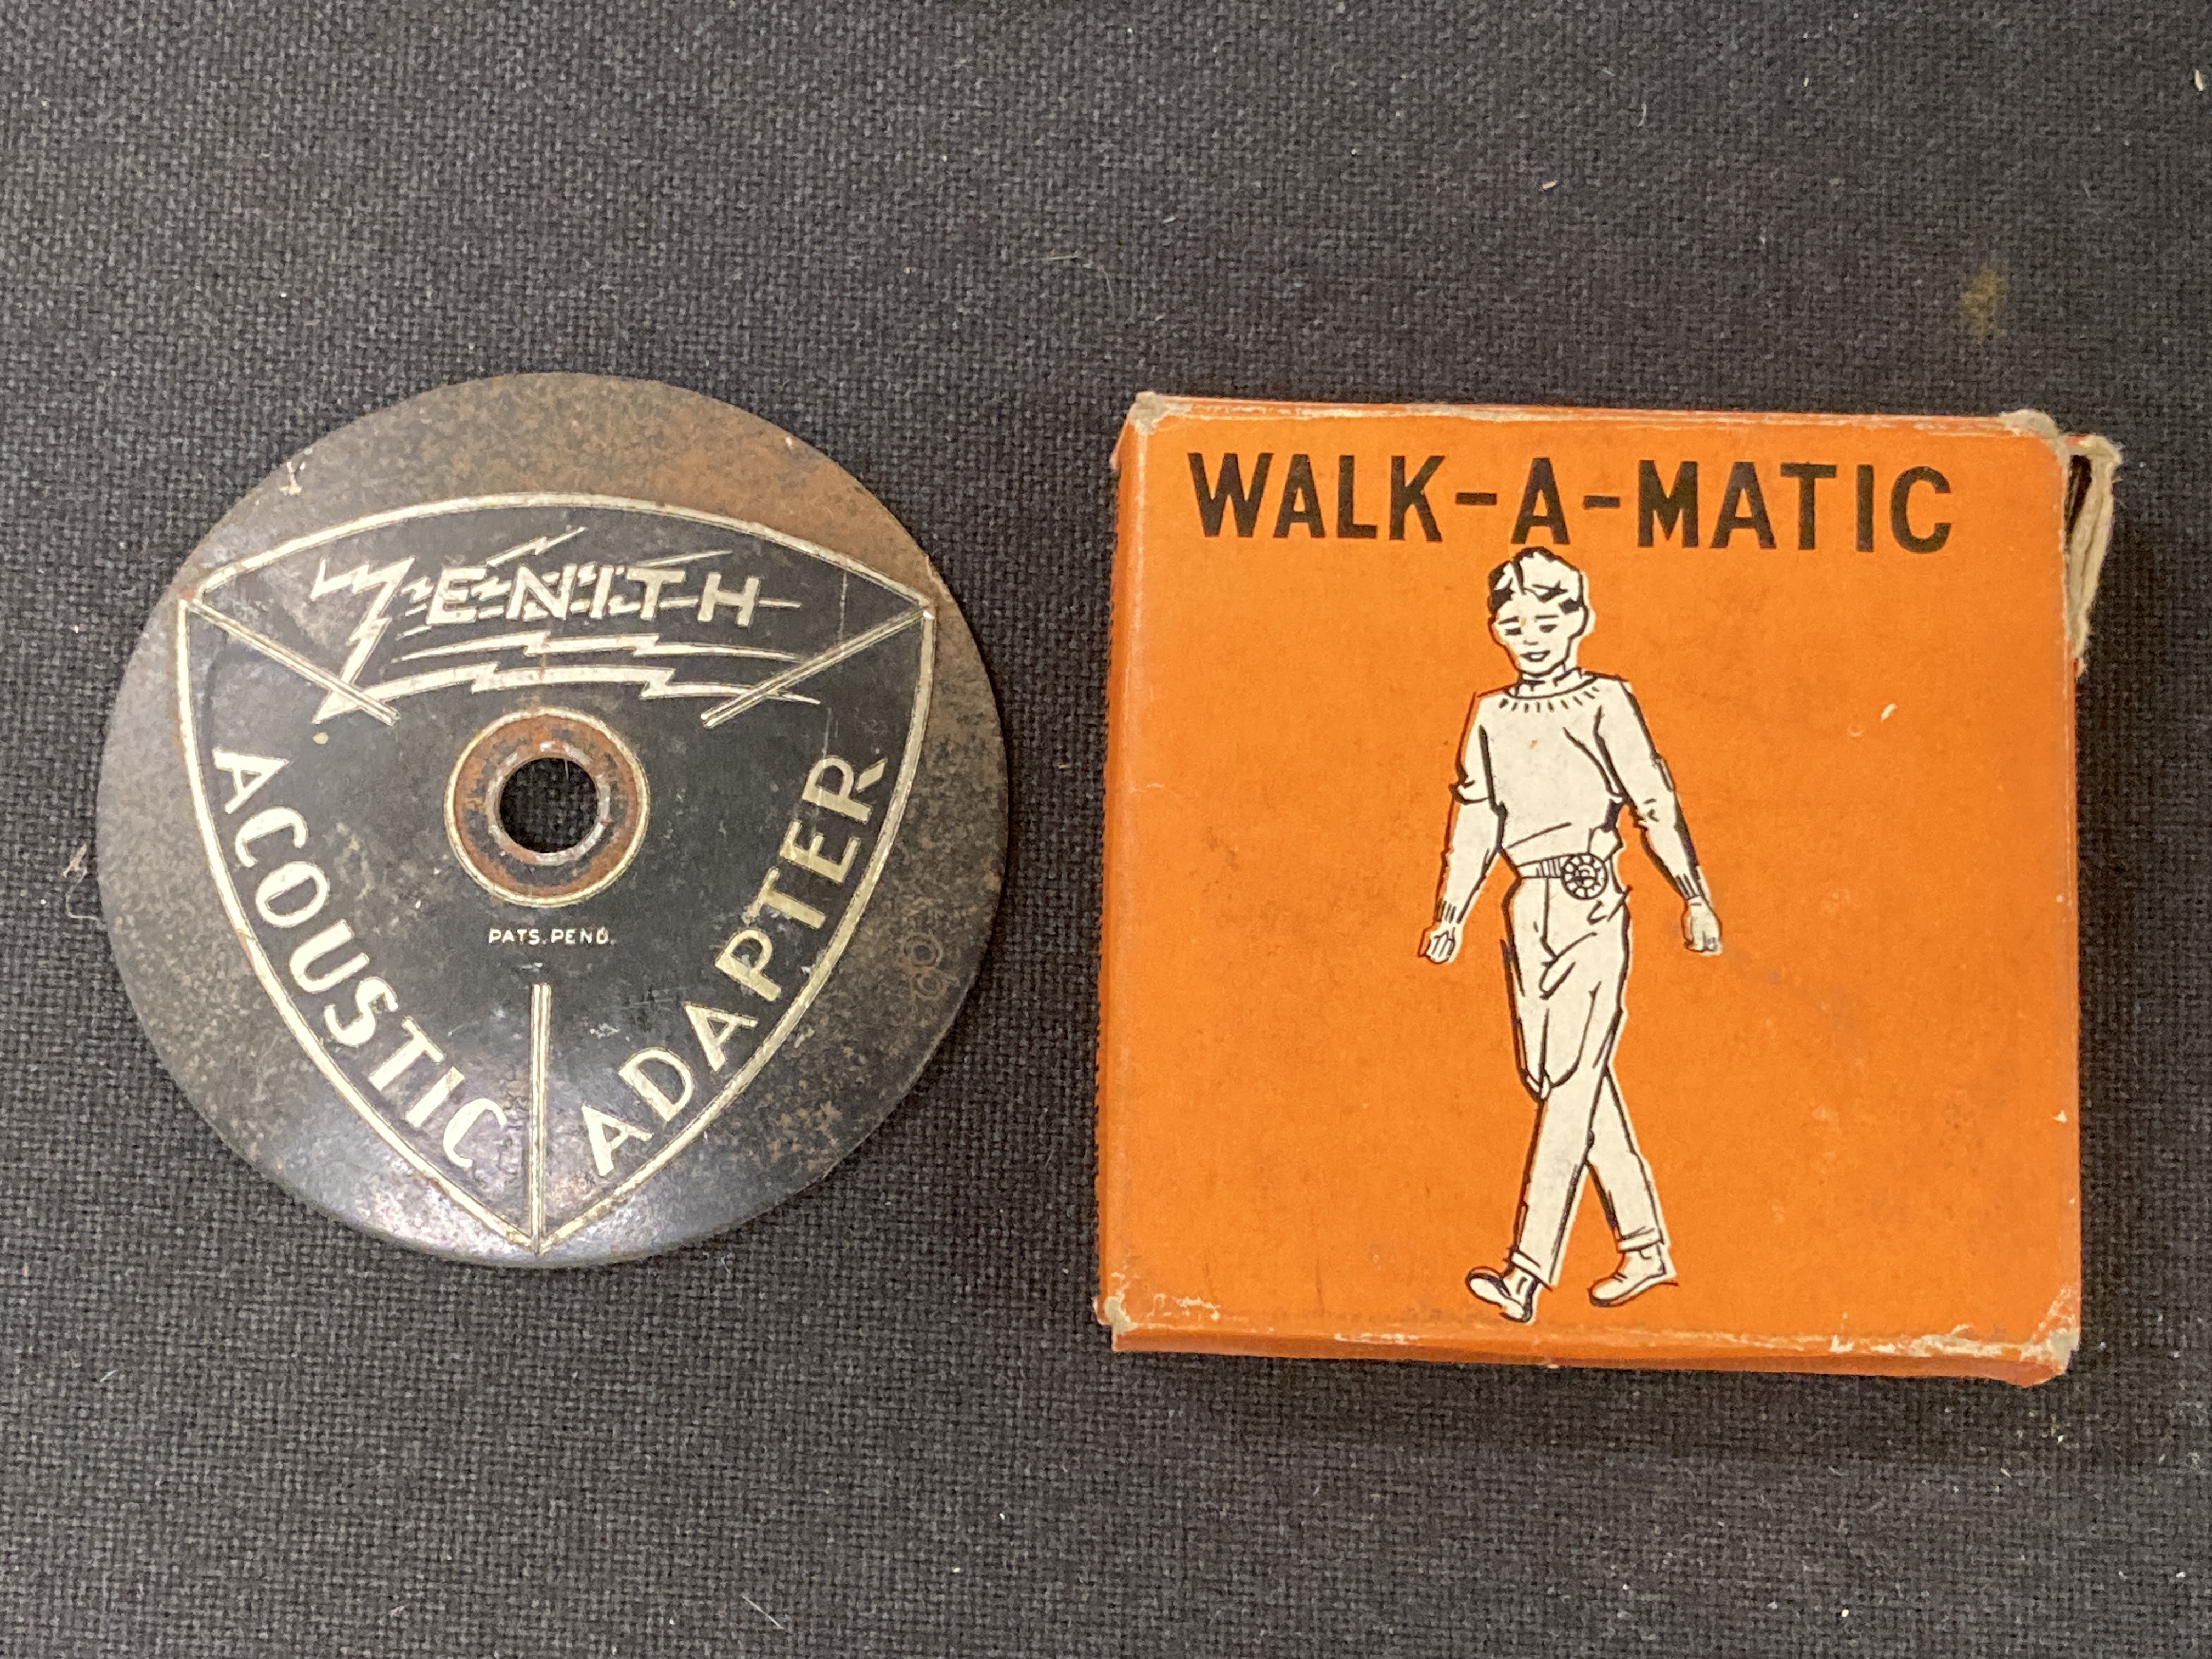 ZENITH
ACOUSTIC ADAPTER
PATS. PEND.
WALK-A-MATIC